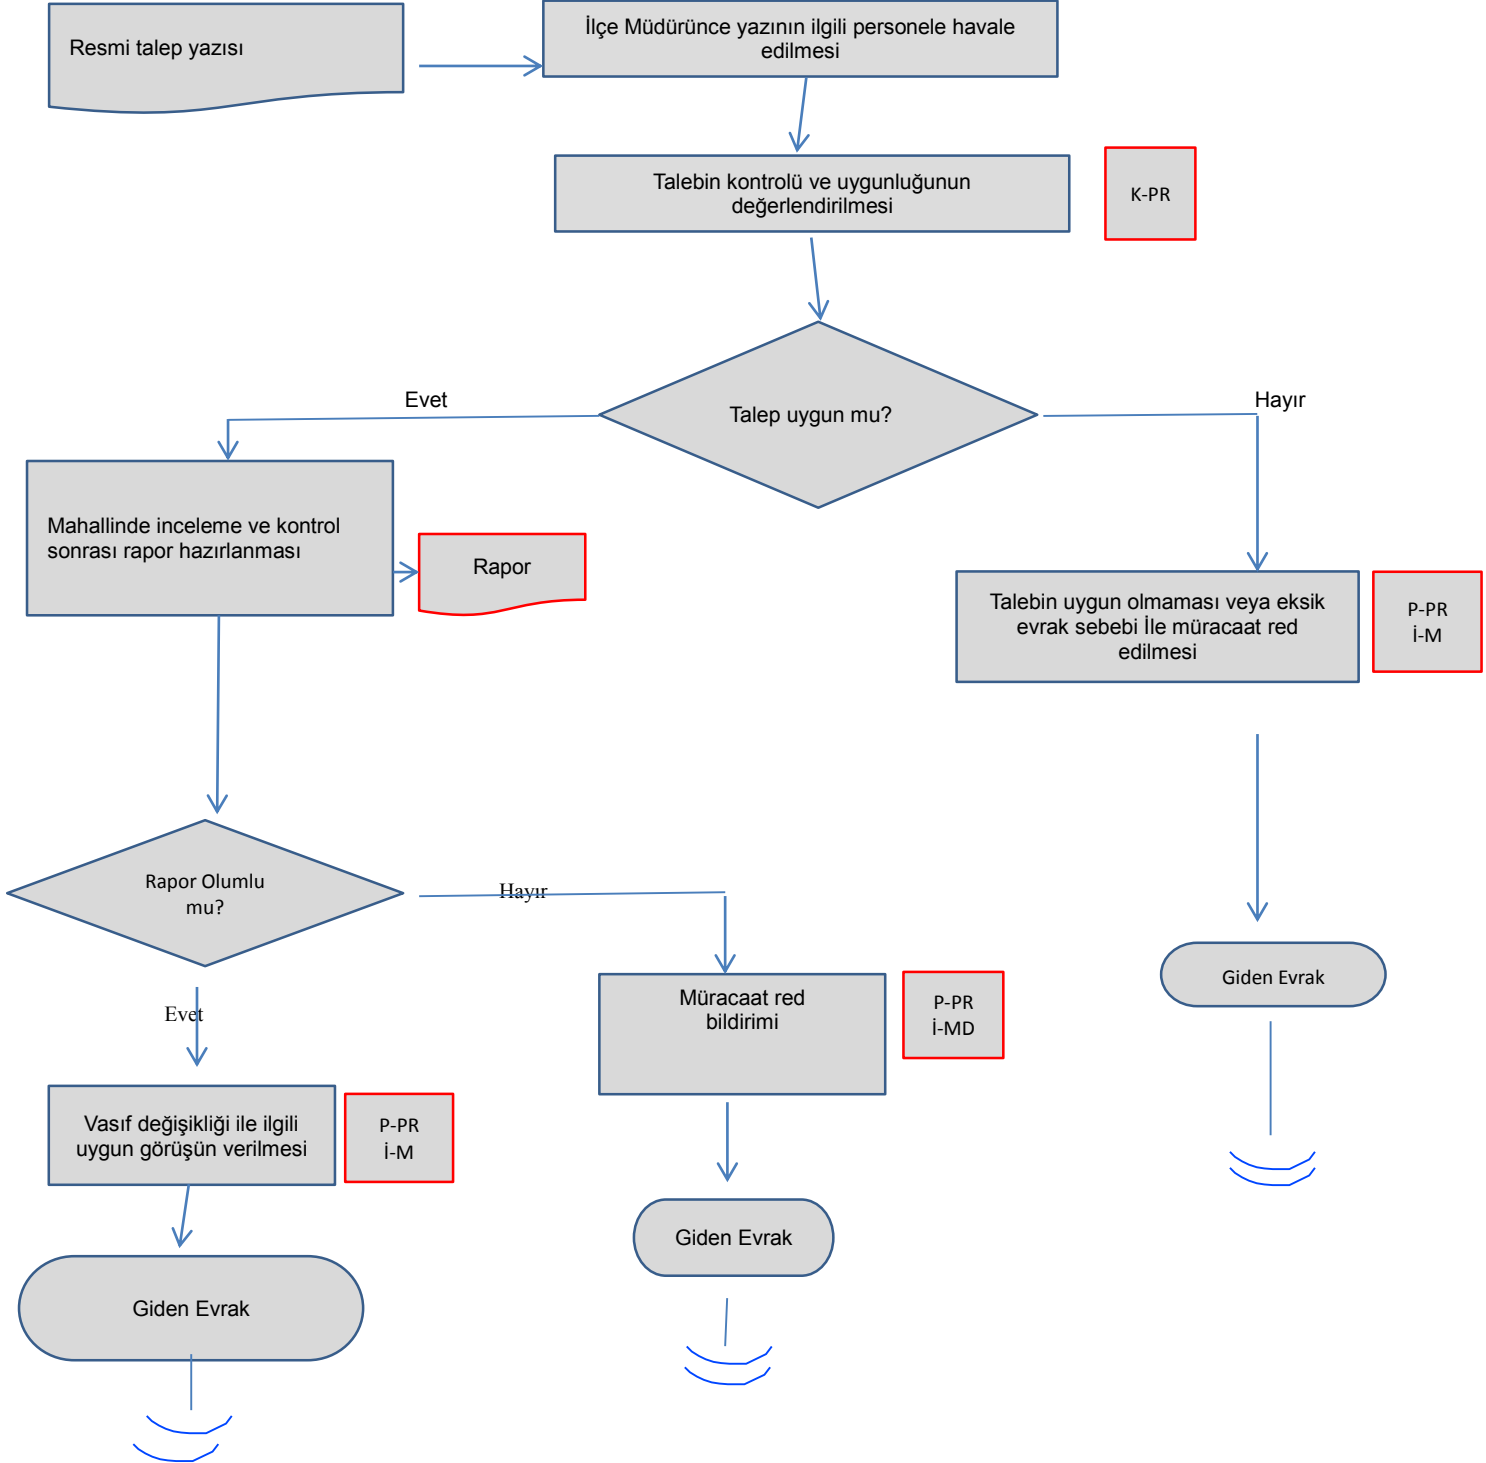 Resmi talep yazısı
İlçe Müdürünce yazının ilgili personele havale
edilmesi
Talebin kontrolü ve uygunluğunun
değerlendirilmesi
K-PR
Talep uygun mu?
Evet
Hayır
Mahallinde inceleme ve kontrol
sonrası rapor hazırlanması
Rapor
Talebin uygun olmaması veya eksik
evrak sebebi İle müracaat red
edilmesi
P-PR
İ-M
Rapor Olumlu
mu?
Hayır
Evet
Müracaat red
bildirimi
P-PR
İ-MD
Giden Evrak
Vasıf değişikliği ile ilgili
uygun görüşün verilmesi
P-PR
İ-M
Giden Evrak
Giden Evrak